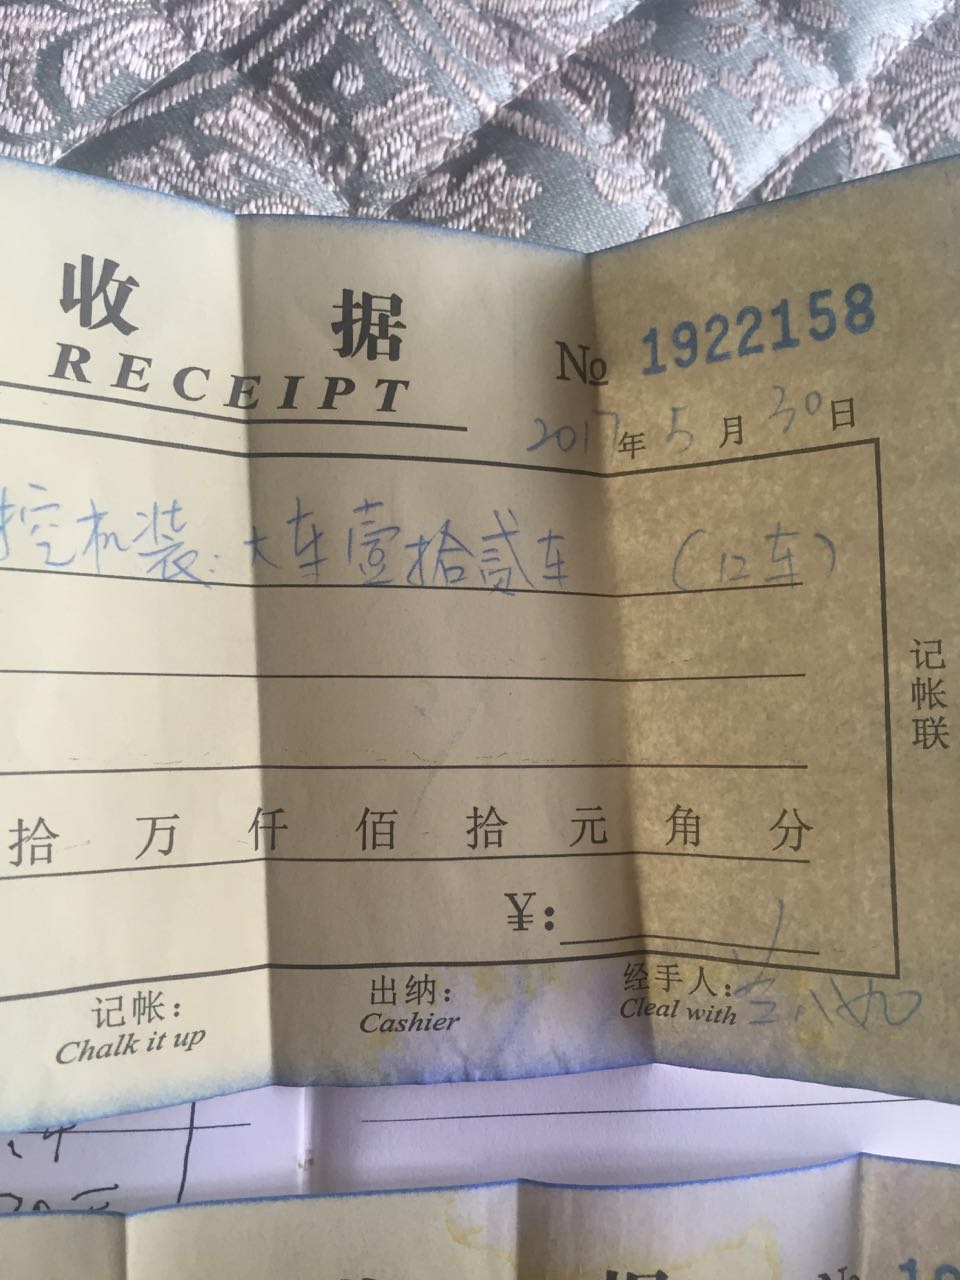 收 据
RECEIPT
No 1922158
2017年5月30日
挖机装:大车壹拾贰车 (12车)
记帐联
拾 万 仟 佰 拾 元 角 分
¥:
记帐: 出纳: 经手人:
Chalk it up Cashier Cleal with